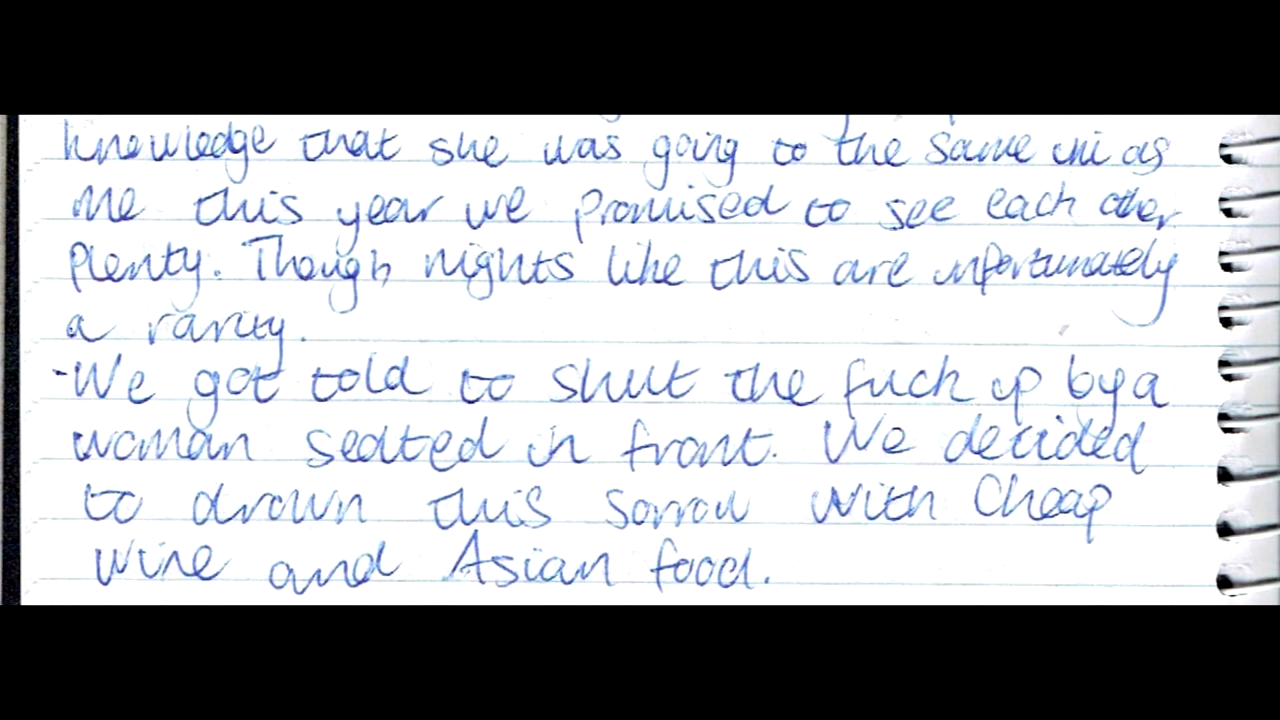 knowledge that she was going to the same uni as
me this year we promised to see each other
plenty. Though nights like this are unfortunately
a rarity.
-We got told to shut the fuck up by a
woman seated in front. We decided
to drown this sorrow with Cheap
wine and Asian food.